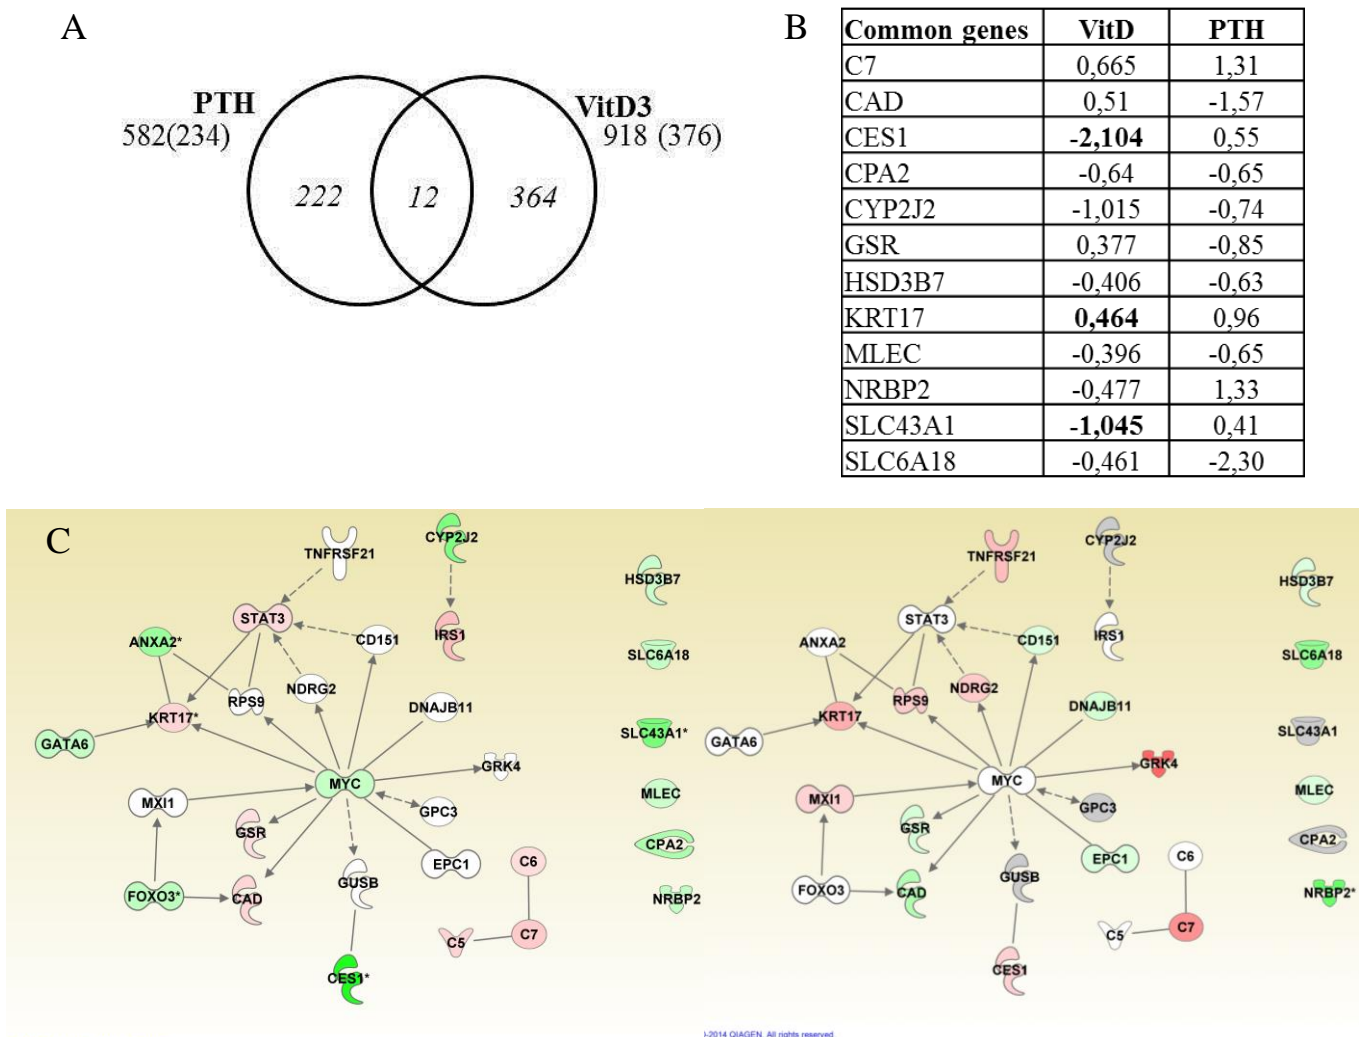 A
PTH
582(234)
VitD3
918 (376)
222
12
364
B
Common genes VitD PTH
C7 0,665 1,31
CAD 0,51 -1,57
CES1 -2,104 0,55
CPA2 -0,64 -0,65
CYP2J2 -1,015 -0,74
GSR 0,377 -0,85
HSD3B7 -0,406 -0,63
KRT17 0,464 0,96
MLEC -0,396 -0,65
NRBP2 -0,477 1,33
SLC43A1 -1,045 0,41
SLC6A18 -0,461 -2,30
C
TNFRSF21
CYP2J2
HSD3B7
STAT3
ANXA2*
CD151
IRS1
SLC6A18
NDRG2
RPS9
KRT17*
DNAJB11
SLC43A1*
GATA6
GRK4
MYC
MLEC
MXI1
GPC3
GSR
CPA2
EPC1
C6
GUSB
FOXO3*
CAD
NRBP2
C5
C7
CES1*
TNFRSF21
CYP2J2
HSD3B7
STAT3
ANXA2
CD151
IRS1
SLC6A18
NDRG2
RPS9
KRT17
DNAJB11
SLC43A1
GATA6
GRK4
MYC
MLEC
MXI1
GPC3
GSR
CPA2
EPC1
C6
GUSB
FOXO3
CAD
NRBP2*
C5
C7
CES1
-2014 QIAGEN. All rights reserved.